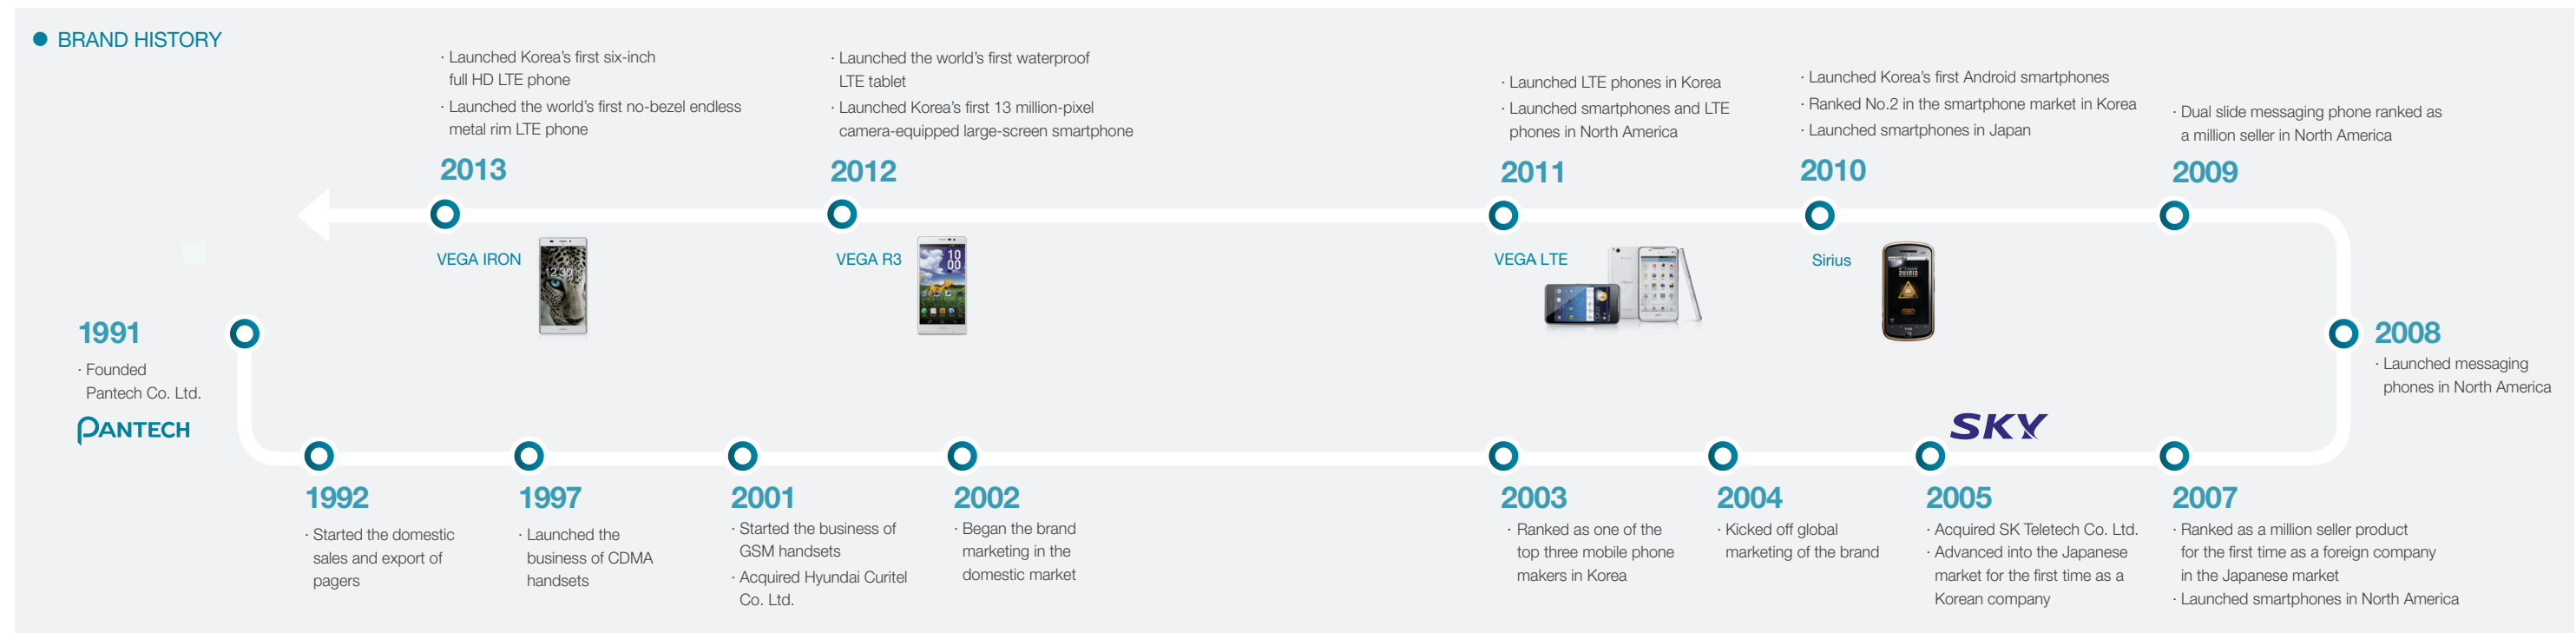 BRAND HISTORY
· Launched Korea's first six-inch
full HD LTE phone
· Launched the world's first no-bezel endless
metal rim LTE phone
2013
VEGA IRON
12:30
· Launched the world's first waterproof
LTE tablet
· Launched Korea's first 13 million-pixel
camera-equipped large-screen smartphone
2012
VEGA R3
10
00
· Launched LTE phones in Korea
· Launched smartphones and LTE
phones in North America
2011
VEGA LTE
· Launched Korea's first Android smartphones
· Ranked No.2 in the smartphone market in Korea
· Launched smartphones in Japan
2010
Sirius
· Dual slide messaging phone ranked as
a million seller in North America
2009
1991
· Founded
Pantech Co. Ltd.
PANTECH
2008
· Launched messaging
phones in North America
SKY
1992
· Started the domestic
sales and export of
pagers
1997
· Launched the
business of CDMA
handsets
2001
· Started the business of
GSM handsets
· Acquired Hyundai Curitel
Co. Ltd.
2002
· Began the brand
marketing in the
domestic market
2003
· Ranked as one of the
top three mobile phone
makers in Korea
2004
· Kicked off global
marketing of the brand
2005
· Acquired SK Teletech Co. Ltd.
· Advanced into the Japanese
market for the first time as a
Korean company
2007
· Ranked as a million seller product
for the first time as a foreign company
in the Japanese market
· Launched smartphones in North America